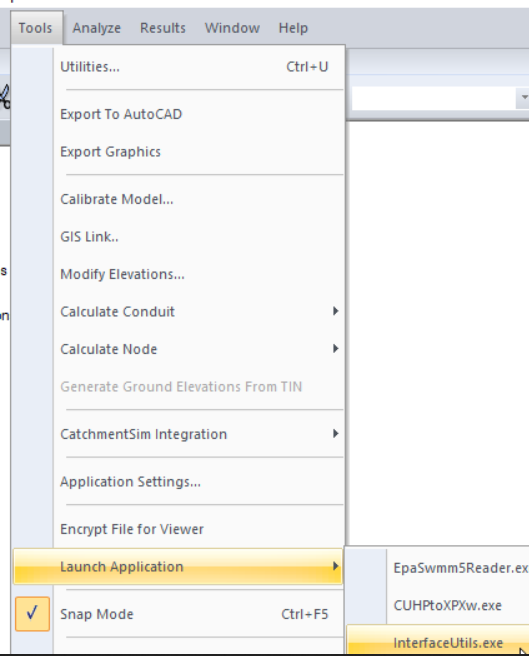 Tools Analyze Results Window Help
Utilities... Ctrl+U
Export To AutoCAD
Export Graphics
Calibrate Model...
GIS Link..
s
Modify Elevations...
on
Calculate Conduit
Calculate Node
Generate Ground Elevations From TIN
CatchmentSim Integration
Application Settings...
Encrypt File for Viewer
Launch Application
EpaSwmm5Reader.ex
CUHPtoXPXw.exe
Snap Mode Ctrl+F5
InterfaceUtils.exe